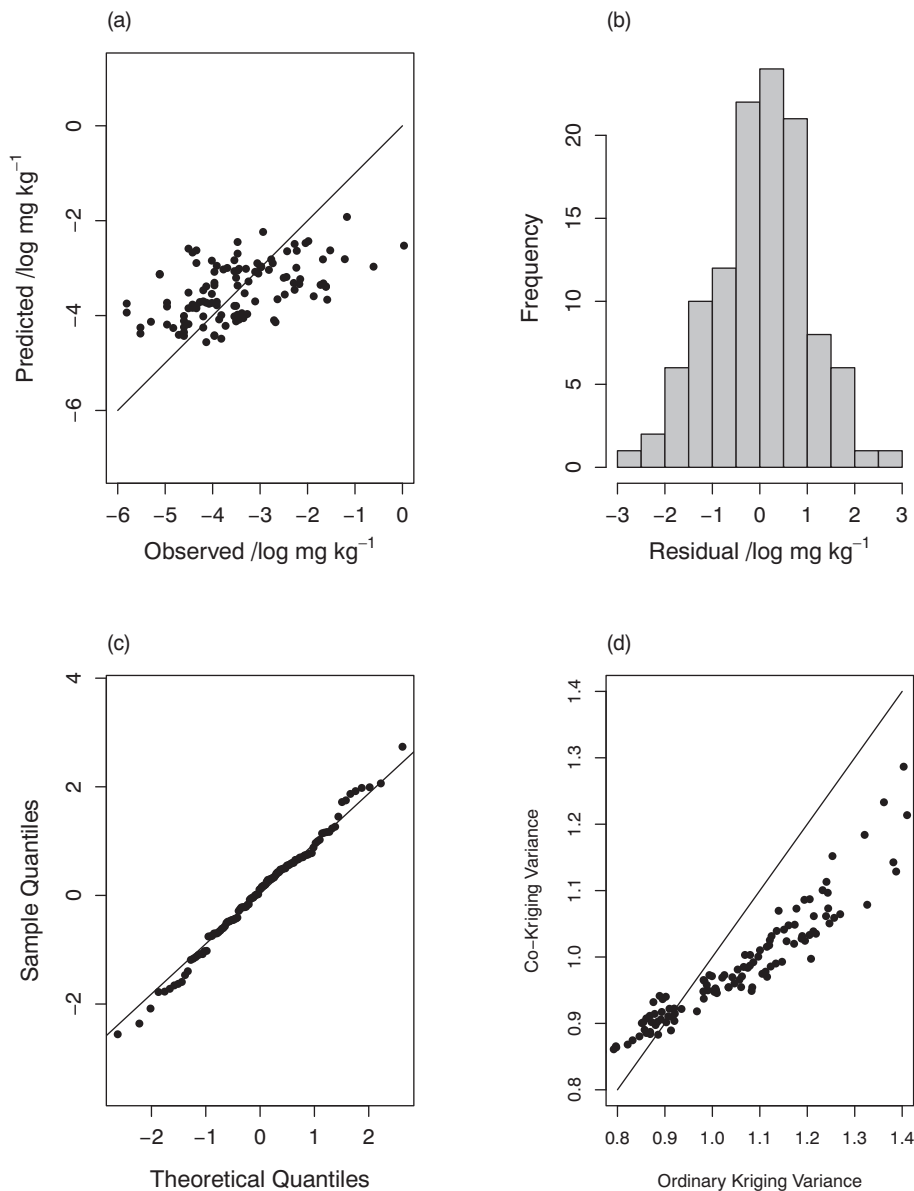 (a)
0
−2
−4
−6
Predicted /log mg kg−1
−6 −5 −4 −3 −2 −1 0
Observed /log mg kg−1
(b)
20
15
10
5
0
Frequency
−3 −2 −1 0 1 2 3
Residual /log mg kg−1
(c)
4
2
0
−2
Sample Quantiles
−2 −1 0 1 2
Theoretical Quantiles
(d)
1.4
1.3
1.2
1.1
1.0
0.9
0.8
Co−Kriging Variance
0.8 0.9 1.0 1.1 1.2 1.3 1.4
Ordinary Kriging Variance